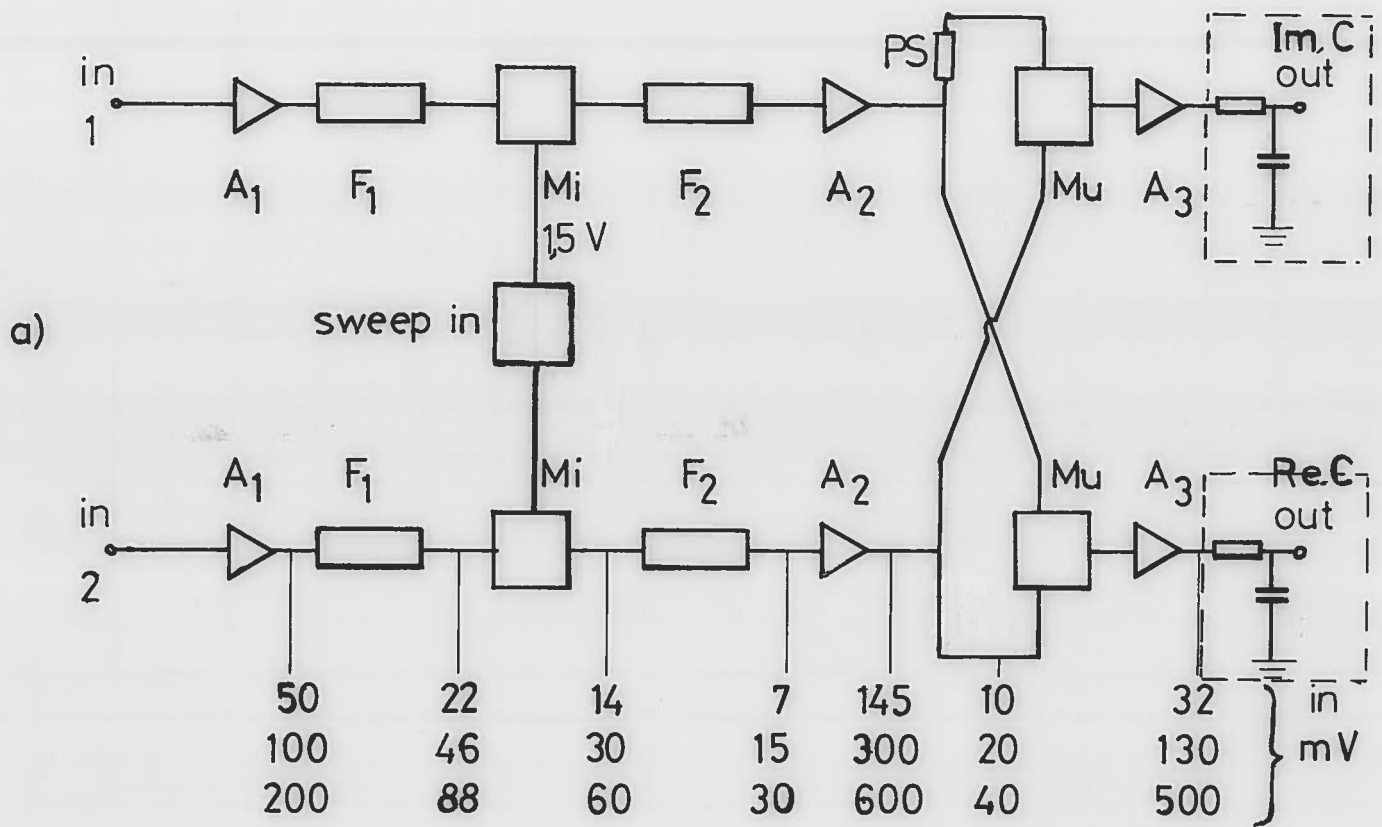 in
1
A1
F1
Mi
F2
A2
PS
Mu
A3
Im.C
out
1,5 V
a)
sweep in
in
2
A1
F1
Mi
F2
A2
Mu
A3
Re.C
out
50 22 14 7 145 10 32 in
100 46 30 15 300 20 130 mV
200 88 60 30 600 40 500